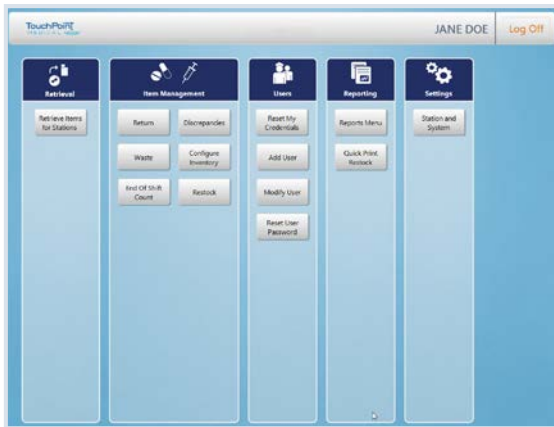 TouchPoint
MEDICAL
JANE DOE
Log Off
Retrieval
Item Management
Users
Reporting
Settings
Retrieve Items
for Stations
Return
Discrepancies
Waste
Configure
Inventory
End Of Shift
Count
Restock
Reset My
Credentials
Add User
Modify User
Reset User
Password
Reports Menu
Quick Print
Restock
Station and
System